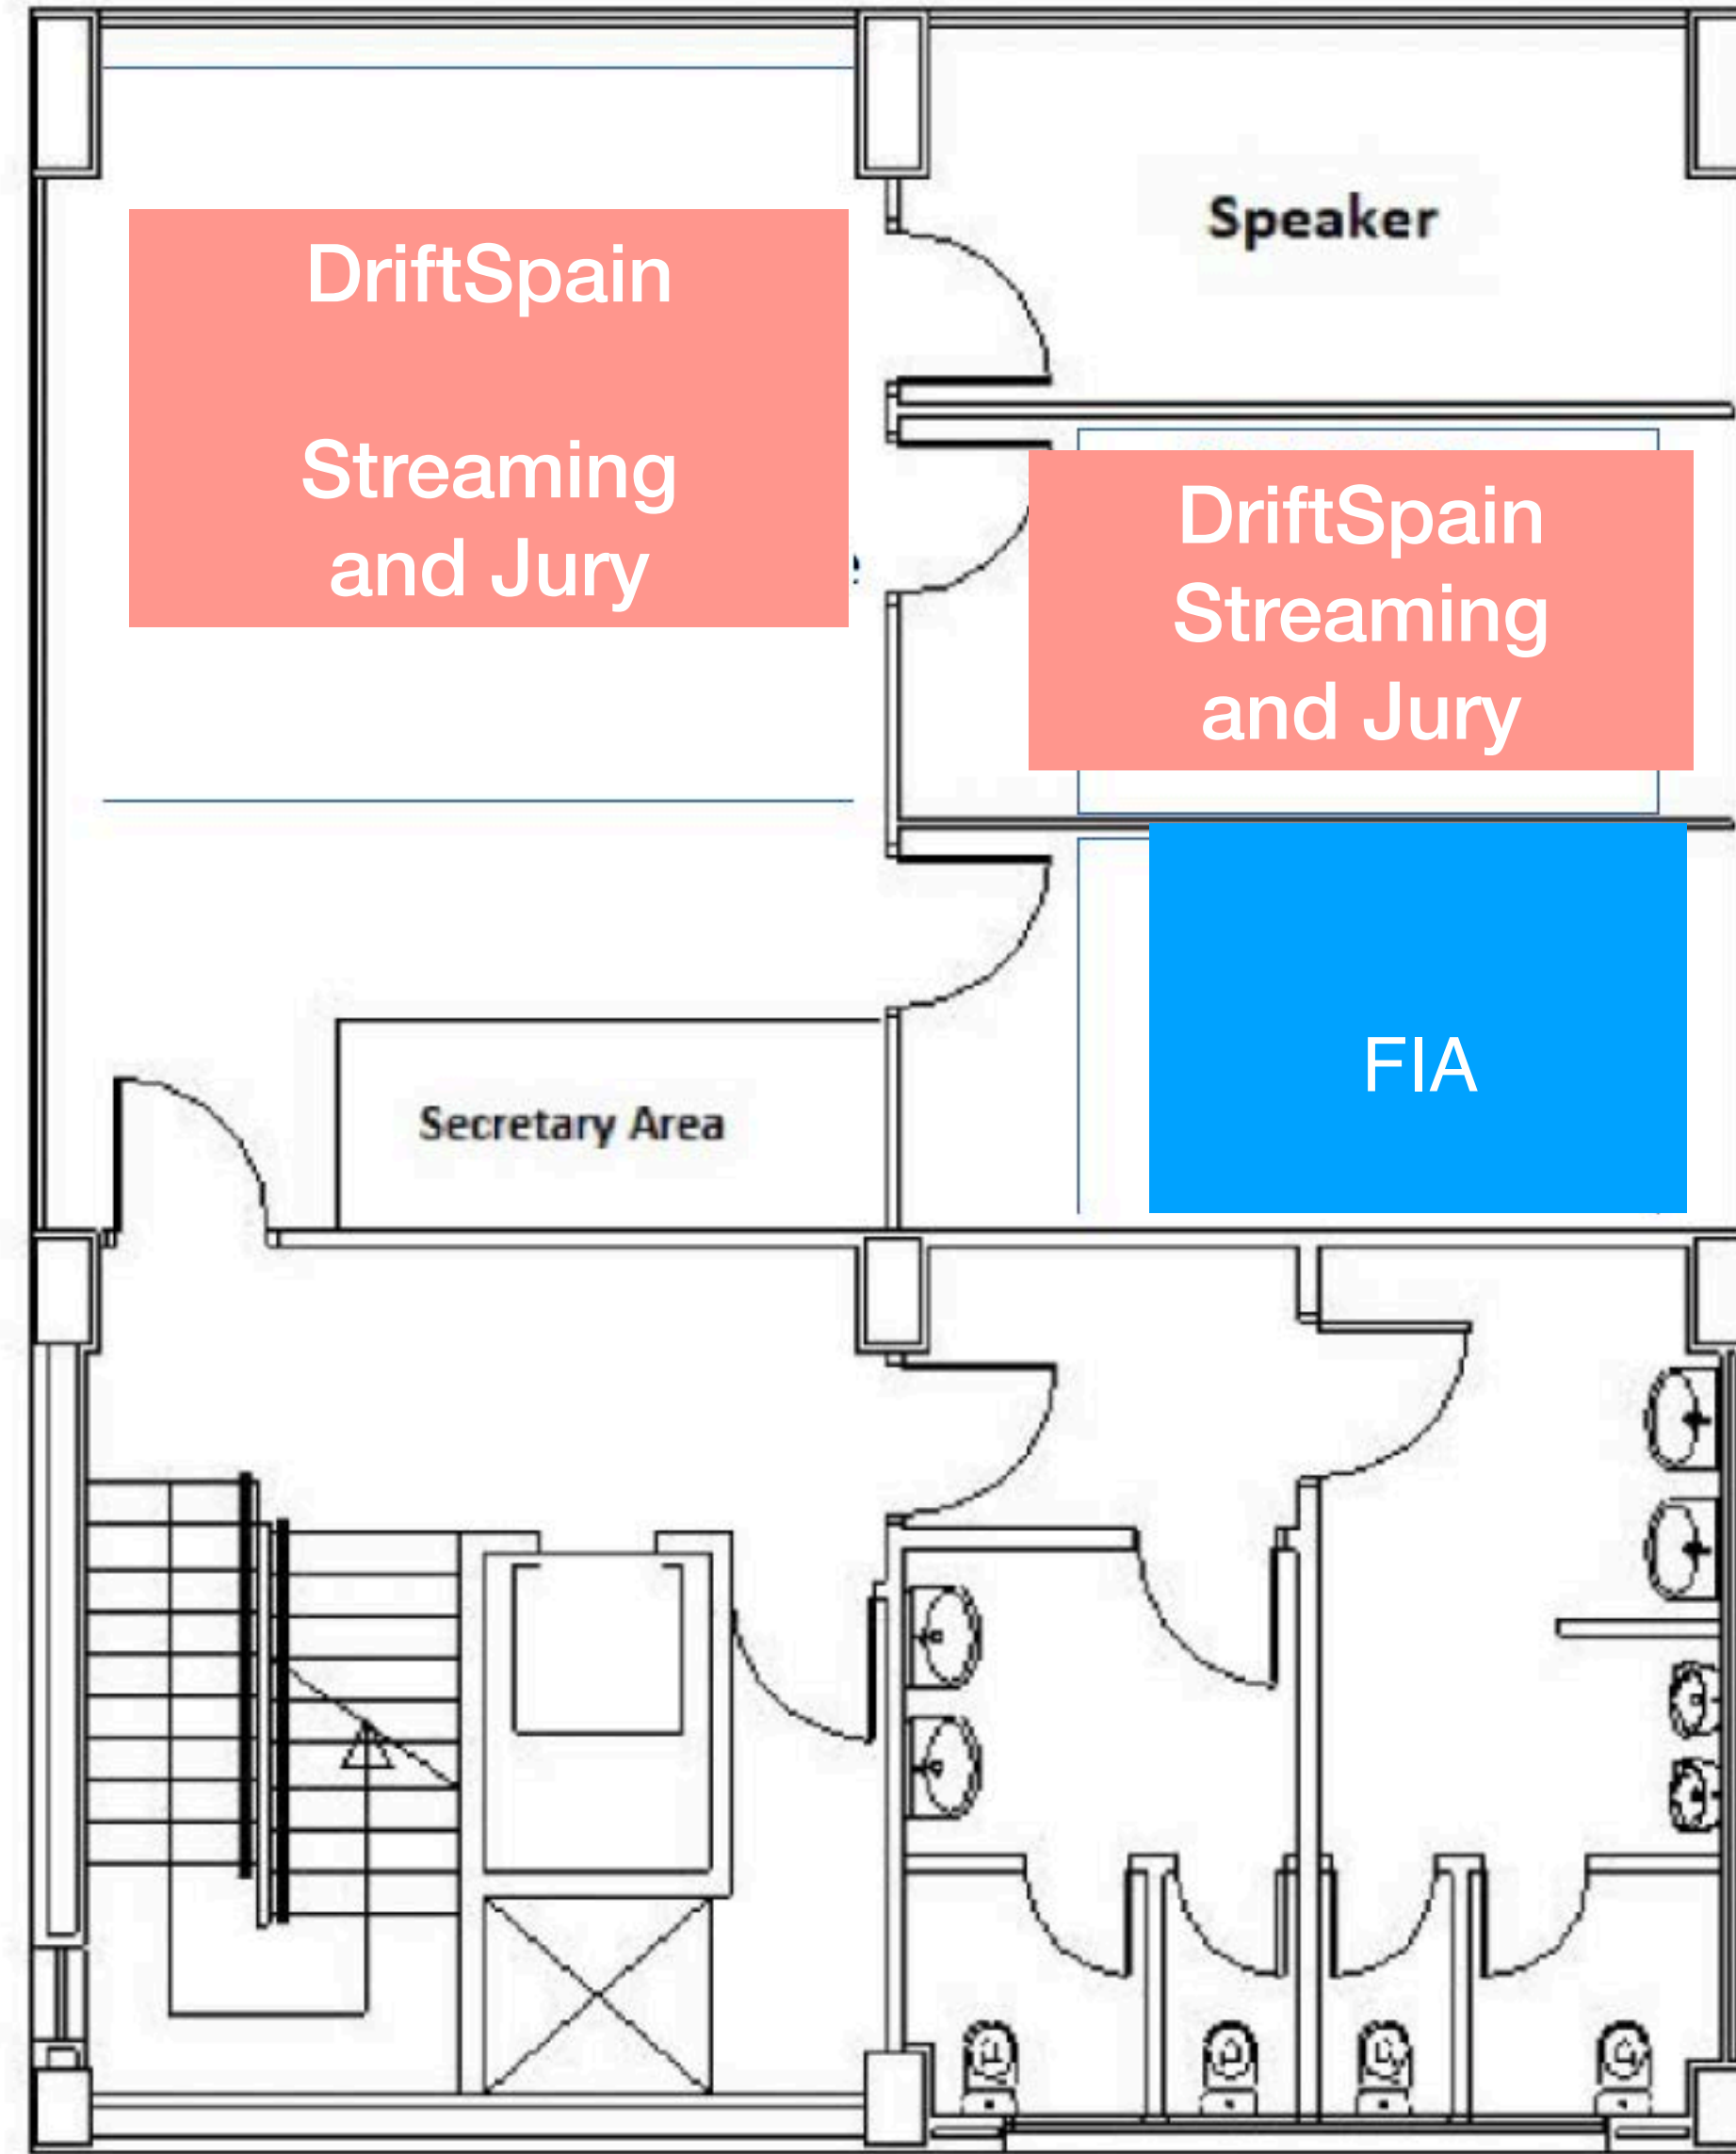 DriftSpain
Streaming
and Jury
Speaker
DriftSpain
Streaming
and Jury
FIA
Secretary Area